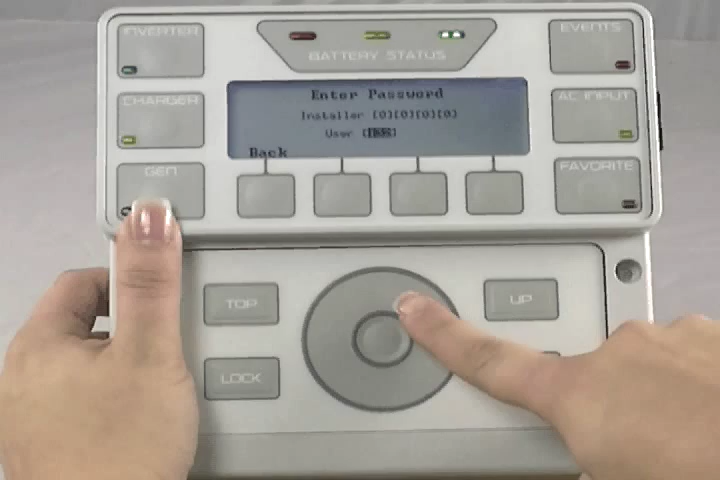 INVERTER
BATTERY STATUS
EVENTS
CHARGER
AC INPUT
GEN
FAVORITE
Enter Password
Installer [0][0][0][0]
User
Back
TOP
UP
LOCK